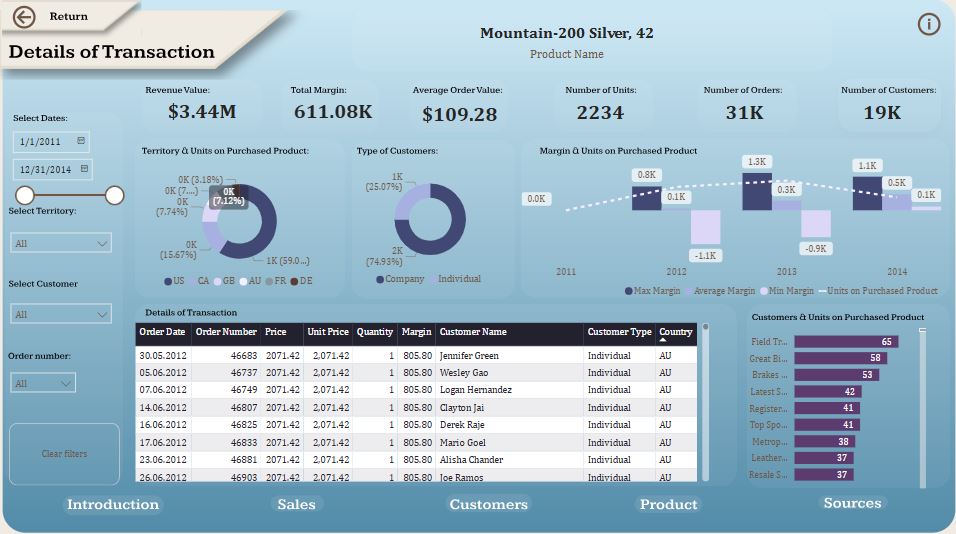 Return
Details of Transaction
Mountain-200 Silver, 42
Product Name
Revenue Value:
$3.44M
Total Margin:
611.08K
Average Order Value:
$109.28
Number of Units:
2234
Number of Orders:
31K
Number of Customers:
19K
Select Dates:
1/1/2011
12/31/2014
Select Territory:
All
Select Customer
All
Order number:
All
Clear filters
Territory & Units on Purchased Product:
0K (3.18%)
0K (7....)
0K
(7.74%)
0K
(7.12%)
0K
(15.67%)
1K (59.0...)
US CA GB AU FR DE
Type of Customers:
1K
(25.07%)
2K
(74.93%)
Company Individual
Margin & Units on Purchased Product
0.0K
0.8K
0.1K
-1.1K
1.3K
0.3K
-0.9K
1.1K
0.5K
0.1K
2011 2012 2013 2014
Max Margin Average Margin Min Margin Units on Purchased Product
Details of Transaction
Order Date Order Number Price Unit Price Quantity Margin Customer Name Customer Type Country
30.05.2012 46683 2071.42 2,071.42 1 805.80 Jennifer Green Individual AU
05.06.2012 46737 2071.42 2,071.42 1 805.80 Wesley Gao Individual AU
07.06.2012 46749 2071.42 2,071.42 1 805.80 Logan Hernandez Individual AU
14.06.2012 46807 2071.42 2,071.42 1 805.80 Clayton Jai Individual AU
16.06.2012 46825 2071.42 2,071.42 1 805.80 Derek Raje Individual AU
17.06.2012 46833 2071.42 2,071.42 1 805.80 Mario Goel Individual AU
23.06.2012 46881 2071.42 2,071.42 1 805.80 Alisha Chander Individual AU
26.06.2012 46903 2071.42 2,071.42 1 805.80 Joe Ramos Individual AU
Customers & Units on Purchased Product
Field Tr... 65
Great Bi... 58
Brakes ... 53
Latest S... 42
Register... 41
Top Spo... 41
Metrop... 38
Leather... 37
Resale S... 37
Introduction
Sales
Customers
Product
Sources